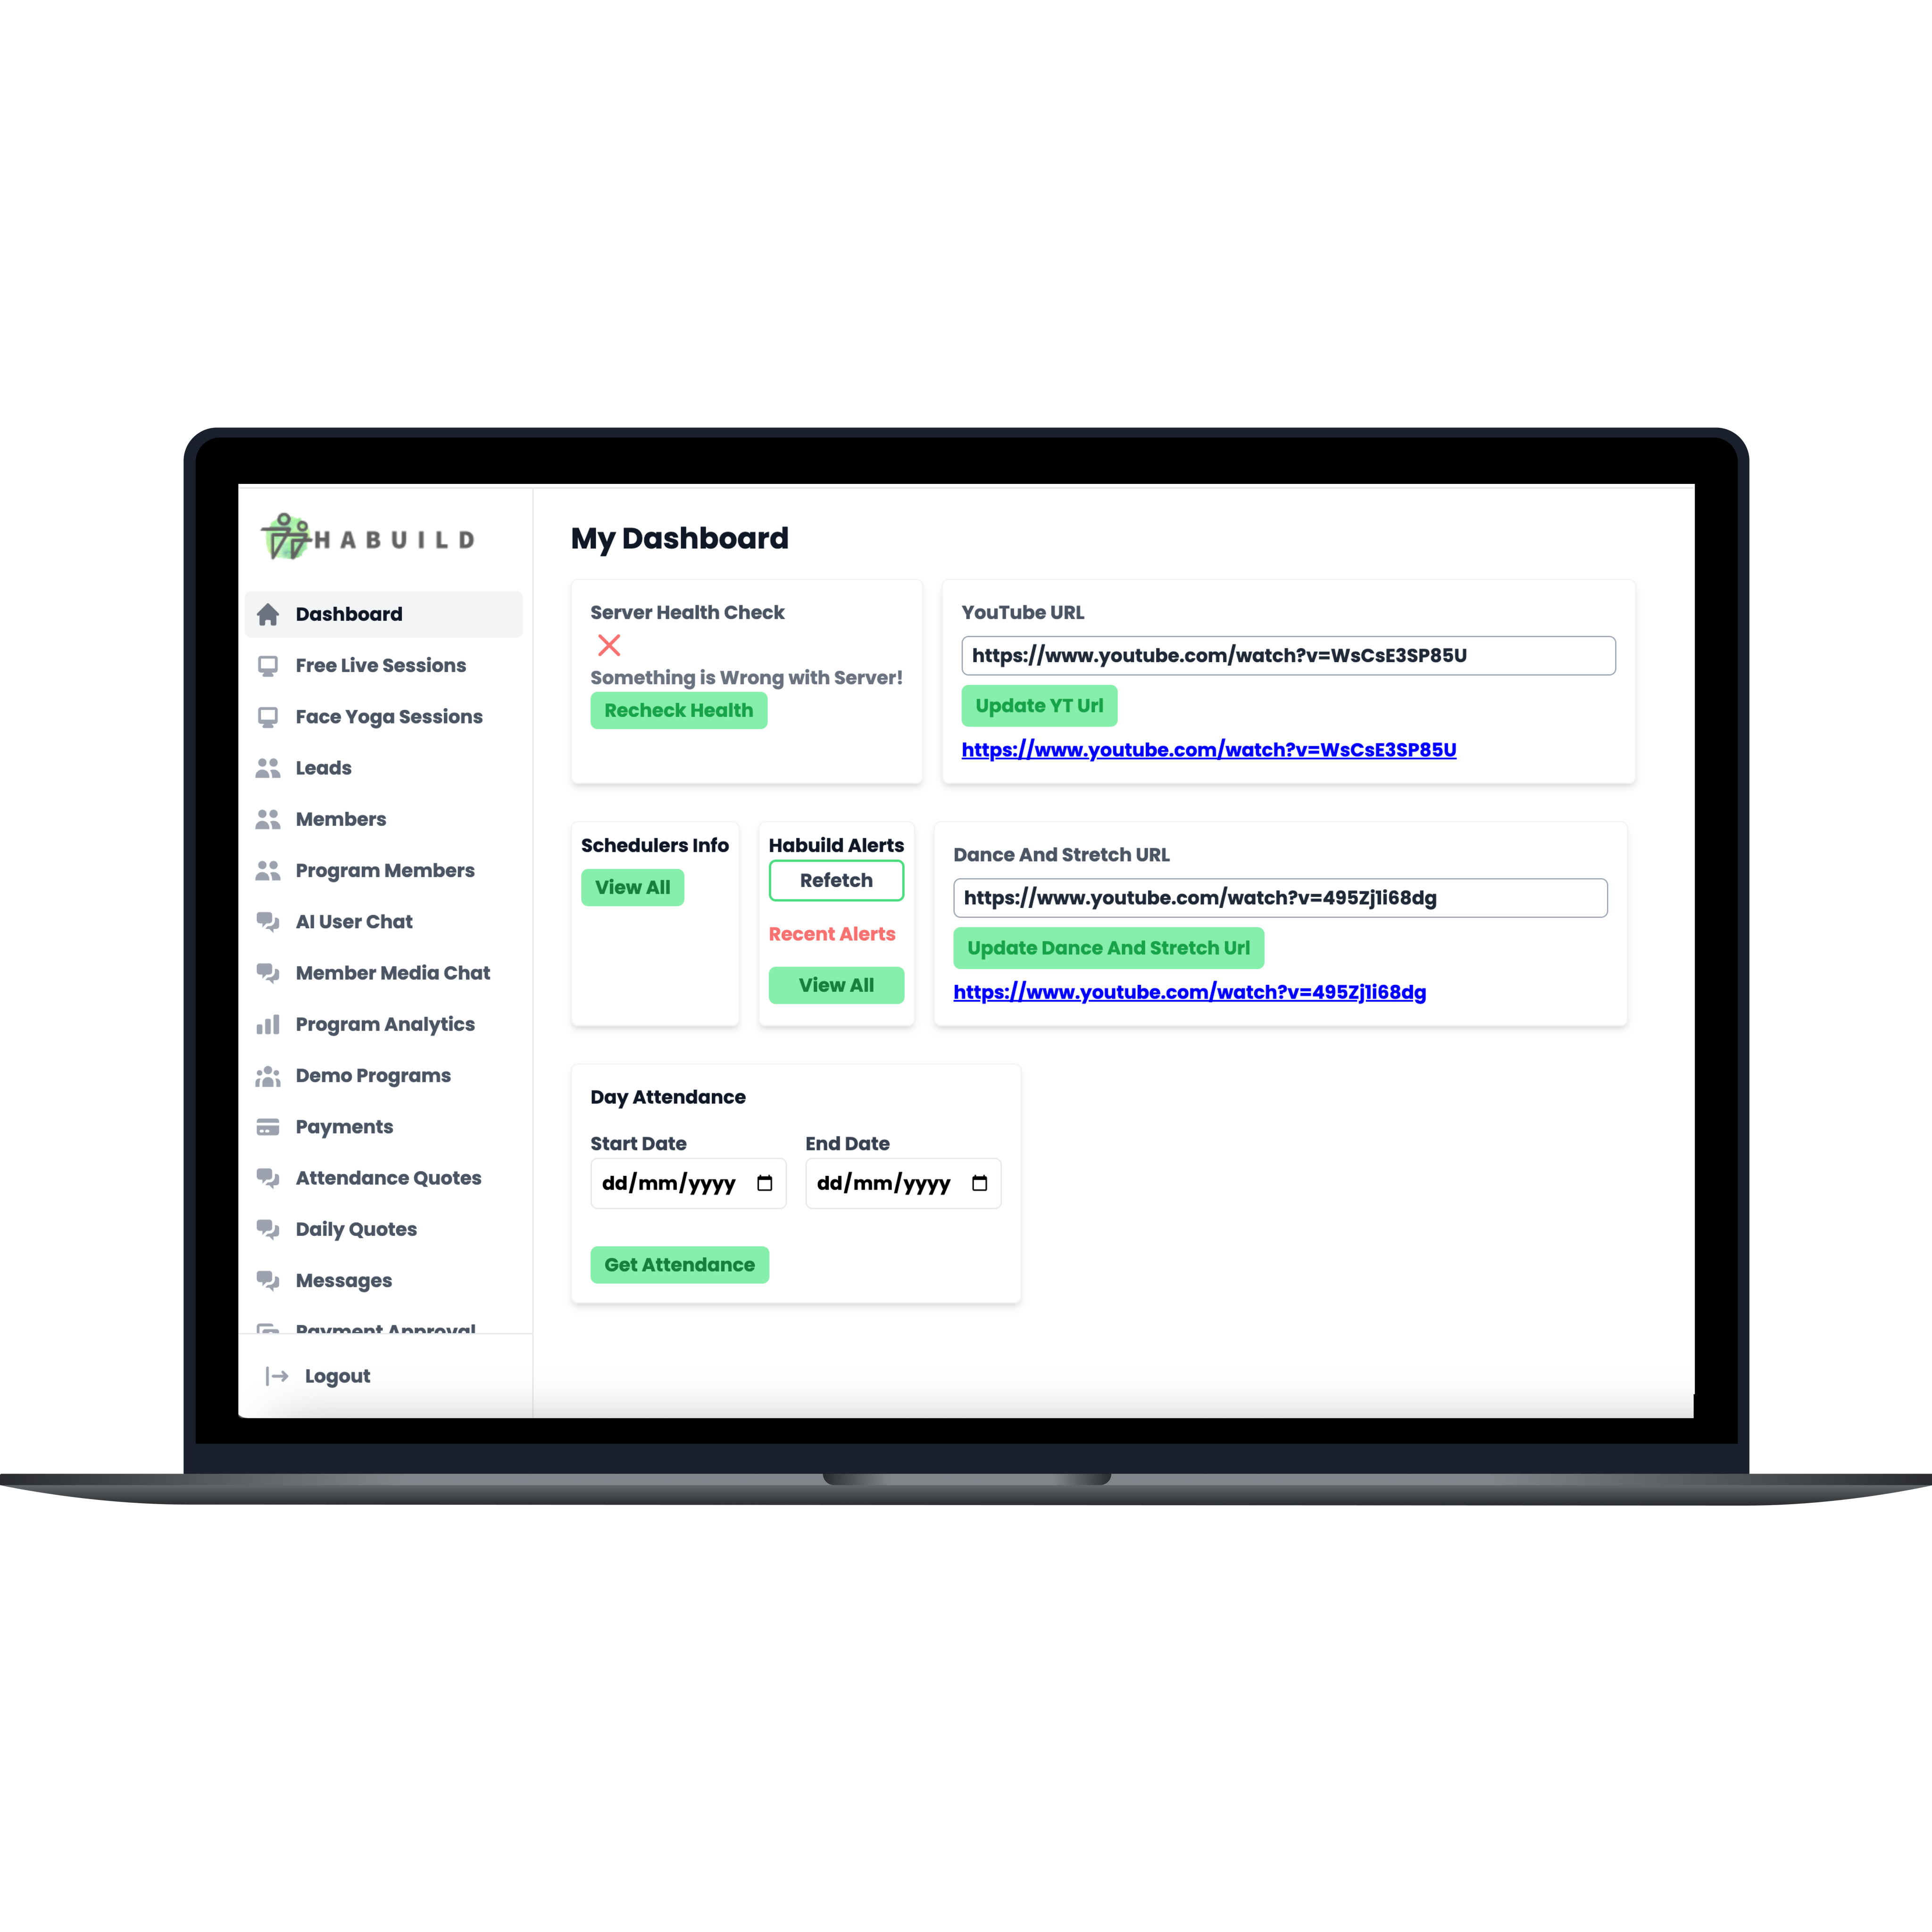 HABUILD
Dashboard
Free Live Sessions
Face Yoga Sessions
Leads
Members
Program Members
AI User Chat
Member Media Chat
Program Analytics
Demo Programs
Payments
Attendance Quotes
Daily Quotes
Messages
Payment Approval
Logout
My Dashboard
Server Health Check
Something is Wrong with Server!
Recheck Health
YouTube URL
https://www.youtube.com/watch?v=WsCsE3SP85U
Update YT Url
https://www.youtube.com/watch?v=WsCsE3SP85U
Schedulers Info
View All
Habuild Alerts
Refetch
Recent Alerts
View All
Dance And Stretch URL
https://www.youtube.com/watch?v=495Zj1i68dg
Update Dance And Stretch Url
https://www.youtube.com/watch?v=495Zj1i68dg
Day Attendance
Start Date End Date
dd/mm/yyyy dd/mm/yyyy
Get Attendance